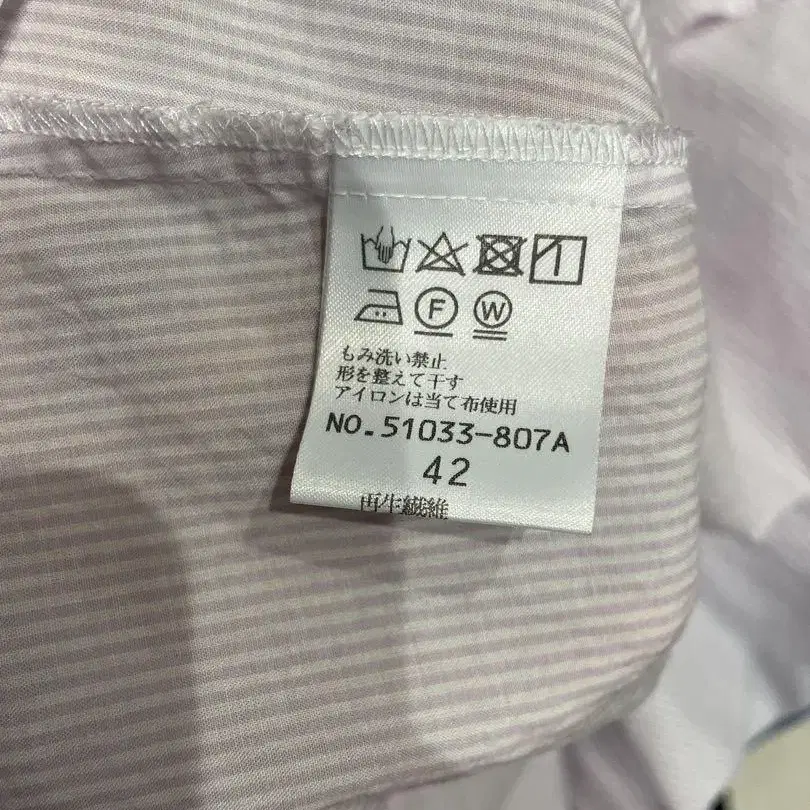 F W
もみ洗い禁止
形を整えて干す
アイロンは当て布使用
NO.51033-807A
42
再生繊維